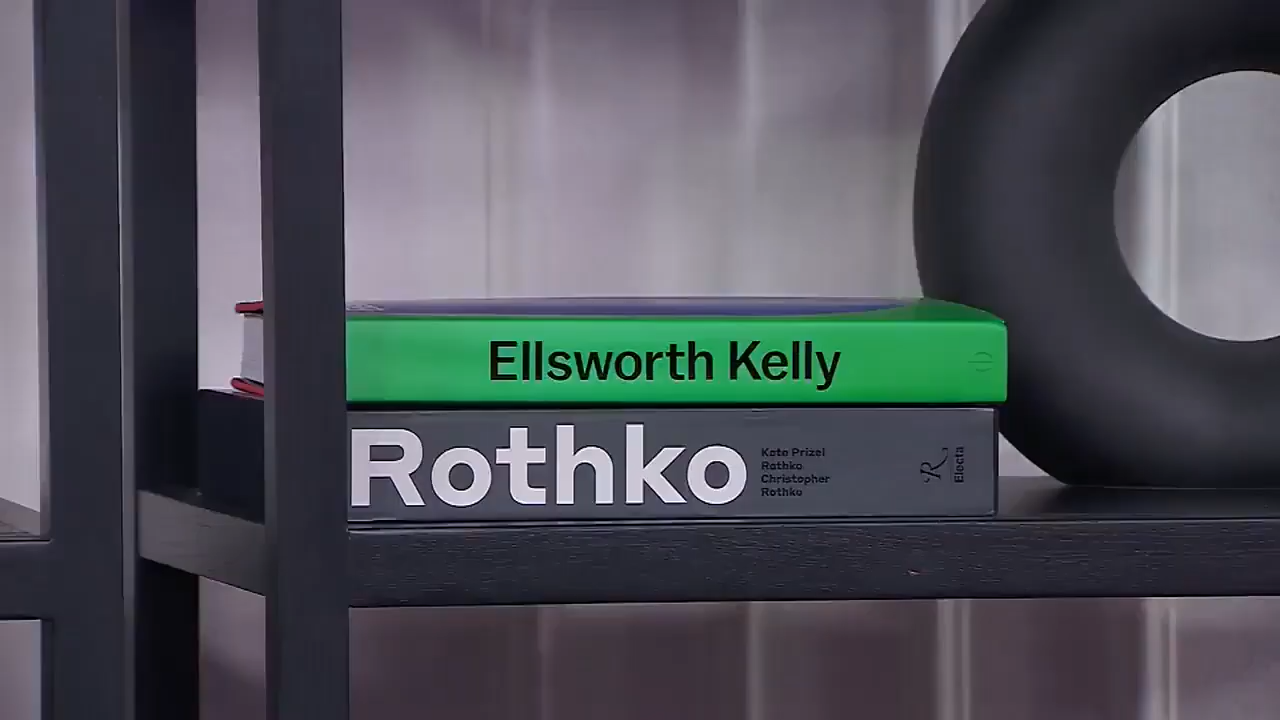 Ellsworth Kelly
Rothko
Kate Prizel
Rothko
Christopher
Rothko
R
Electa